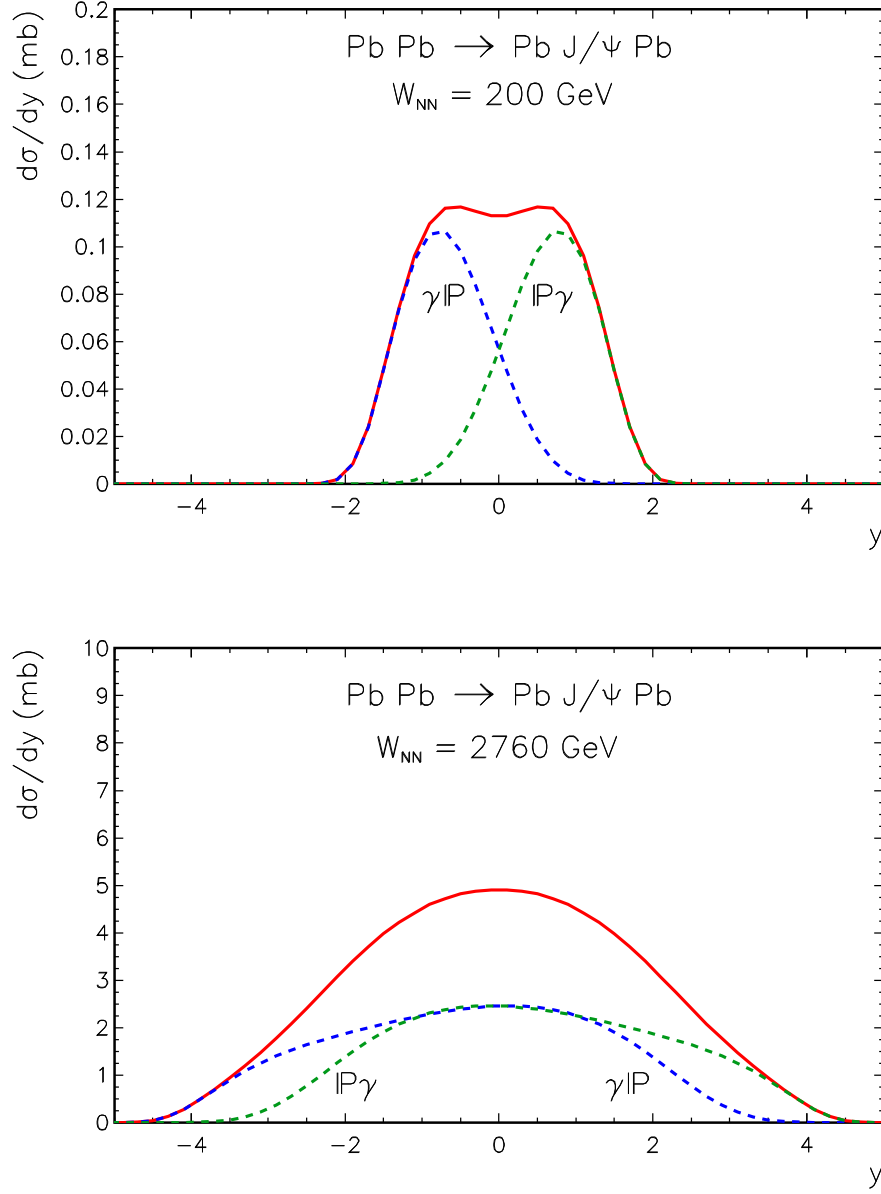 dσ/dy (mb)
Pb Pb → Pb J/ψ Pb
W_NN = 200 GeV
0.2
0.18
0.16
0.14
0.12
0.1
0.08
0.06
0.04
0.02
0
γIP
IPγ
−4 −2 0 2 4
y
dσ/dy (mb)
Pb Pb → Pb J/ψ Pb
W_NN = 2760 GeV
10
9
8
7
6
5
4
3
2
1
0
IPγ γIP
−4 −2 0 2 4
y